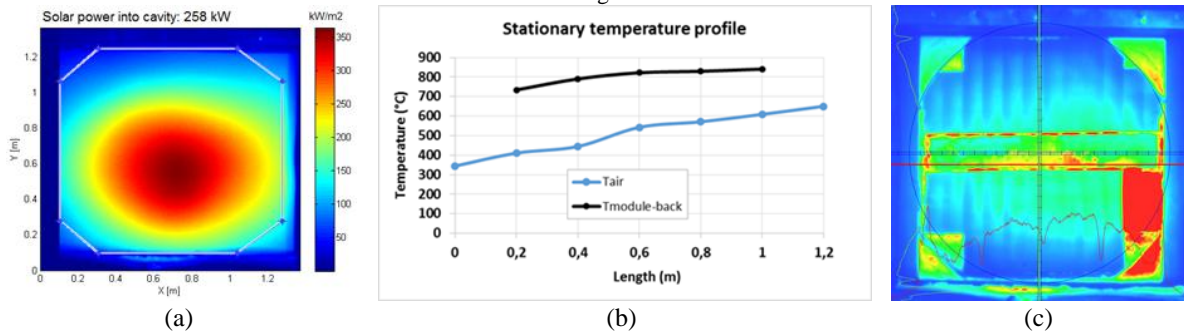 Solar power into cavity: 258 kW
kW/m2
350
300
250
200
150
100
50
1.2
1
0.8
0.6
0.4
0.2
0
Y [m]
0 0.2 0.4 0.6 0.8 1 1.2
X [m]
(a)
Stationary temperature profile
Temperature (°C)
900
800
700
600
500
400
300
200
100
0
Tair
Tmodule-back
0 0,2 0,4 0,6 0,8 1 1,2
Length (m)
(b)
(c)